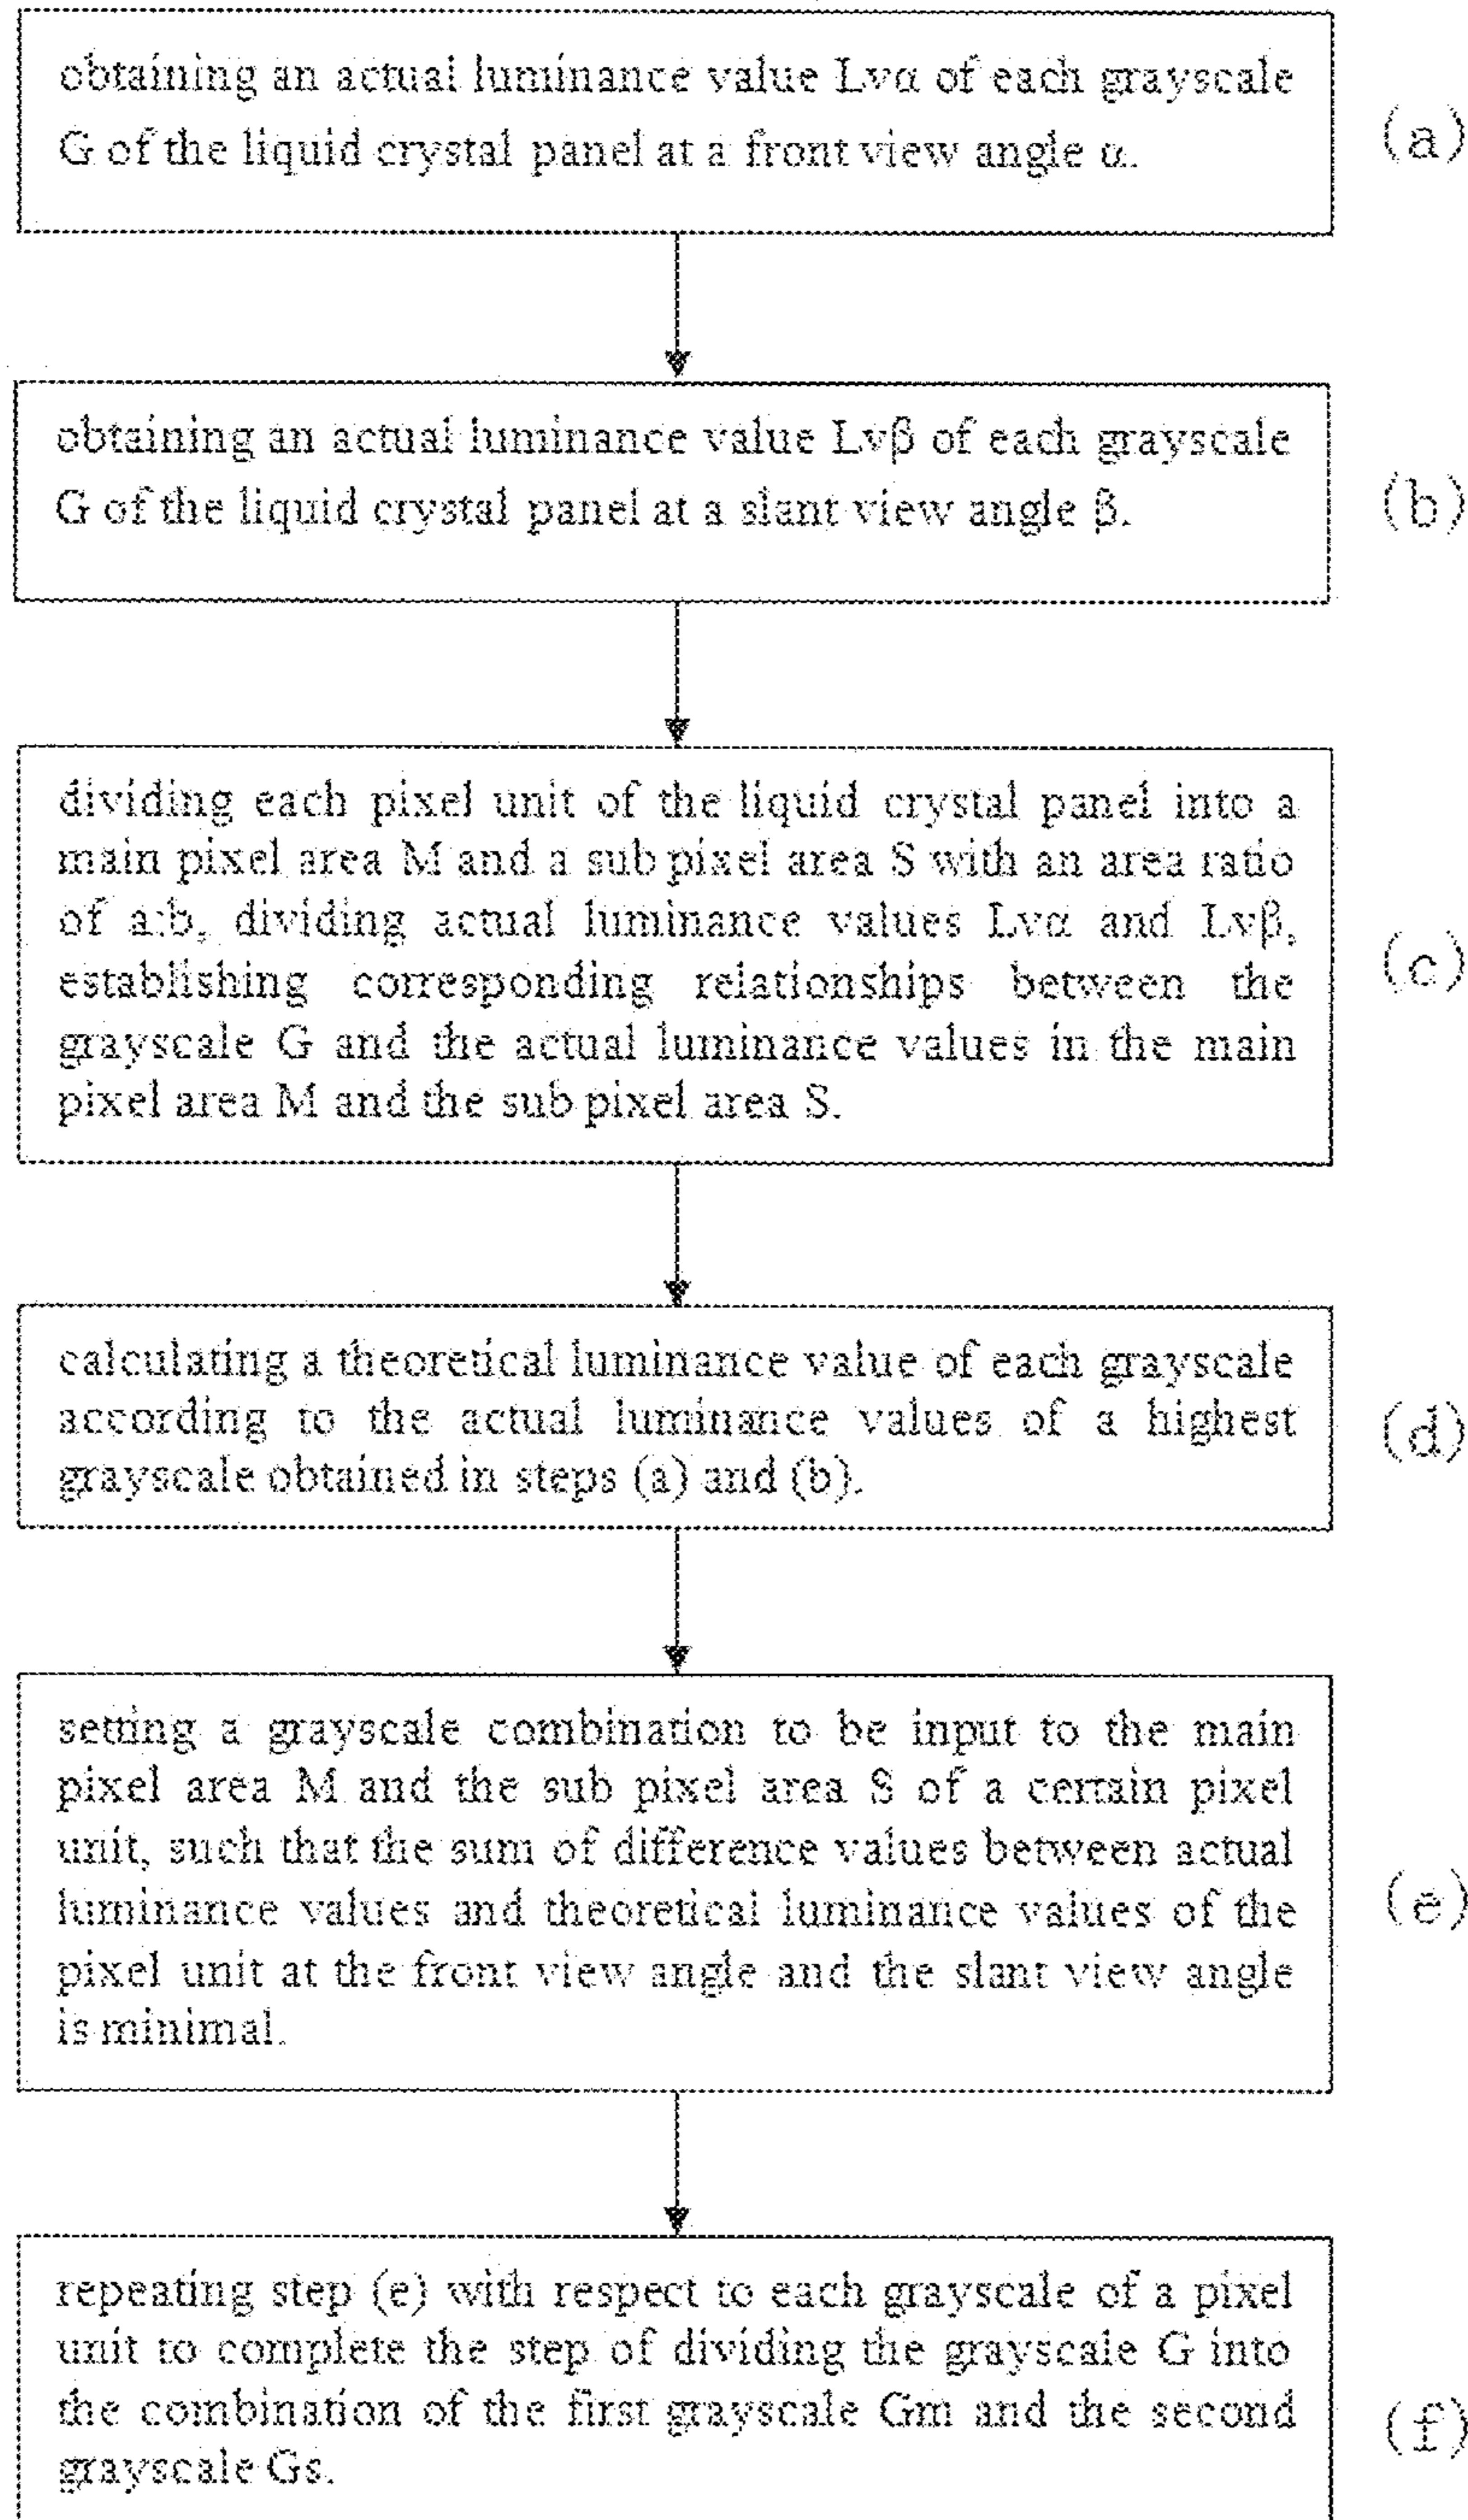 obtaining an actual luminance value Lvα of each grayscale
G of the liquid crystal panel at a front view angle α.
(a)
obtaining an actual luminance value Lvβ of each grayscale
G of the liquid crystal panel at a slant view angle β.
(b)
dividing each pixel unit of the liquid crystal panel into a
main pixel area M and a sub pixel area S with an area ratio
of a:b, dividing actual luminance values Lvα and Lvβ,
establishing corresponding relationships between the
grayscale G and the actual luminance values in the main
pixel area M and the sub pixel area S.
(c)
calculating a theoretical luminance value of each grayscale
according to the actual luminance values of a highest
grayscale obtained in steps (a) and (b).
(d)
setting a grayscale combination to be input to the main
pixel area M and the sub pixel area S of a certain pixel
unit, such that the sum of difference values between actual
luminance values and theoretical luminance values of the
pixel unit at the front view angle and the slant view angle
is minimal.
(e)
repeating step (e) with respect to each grayscale of a pixel
unit to complete the step of dividing the grayscale G into
the combination of the first grayscale Gm and the second
grayscale Gs.
(f)